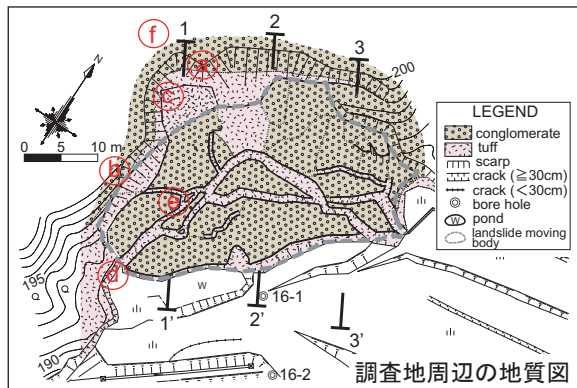 f
1
2
3
a
200
c
N
0 5 10 m
LEGEND
conglomerate
tuff
scarp
crack (≧30cm)
crack (<30cm)
bore hole
W pond
landslide moving
body
b
e
195
d
W
16-1
1'
2'
3'
190
16-2
調査地周辺の地質図